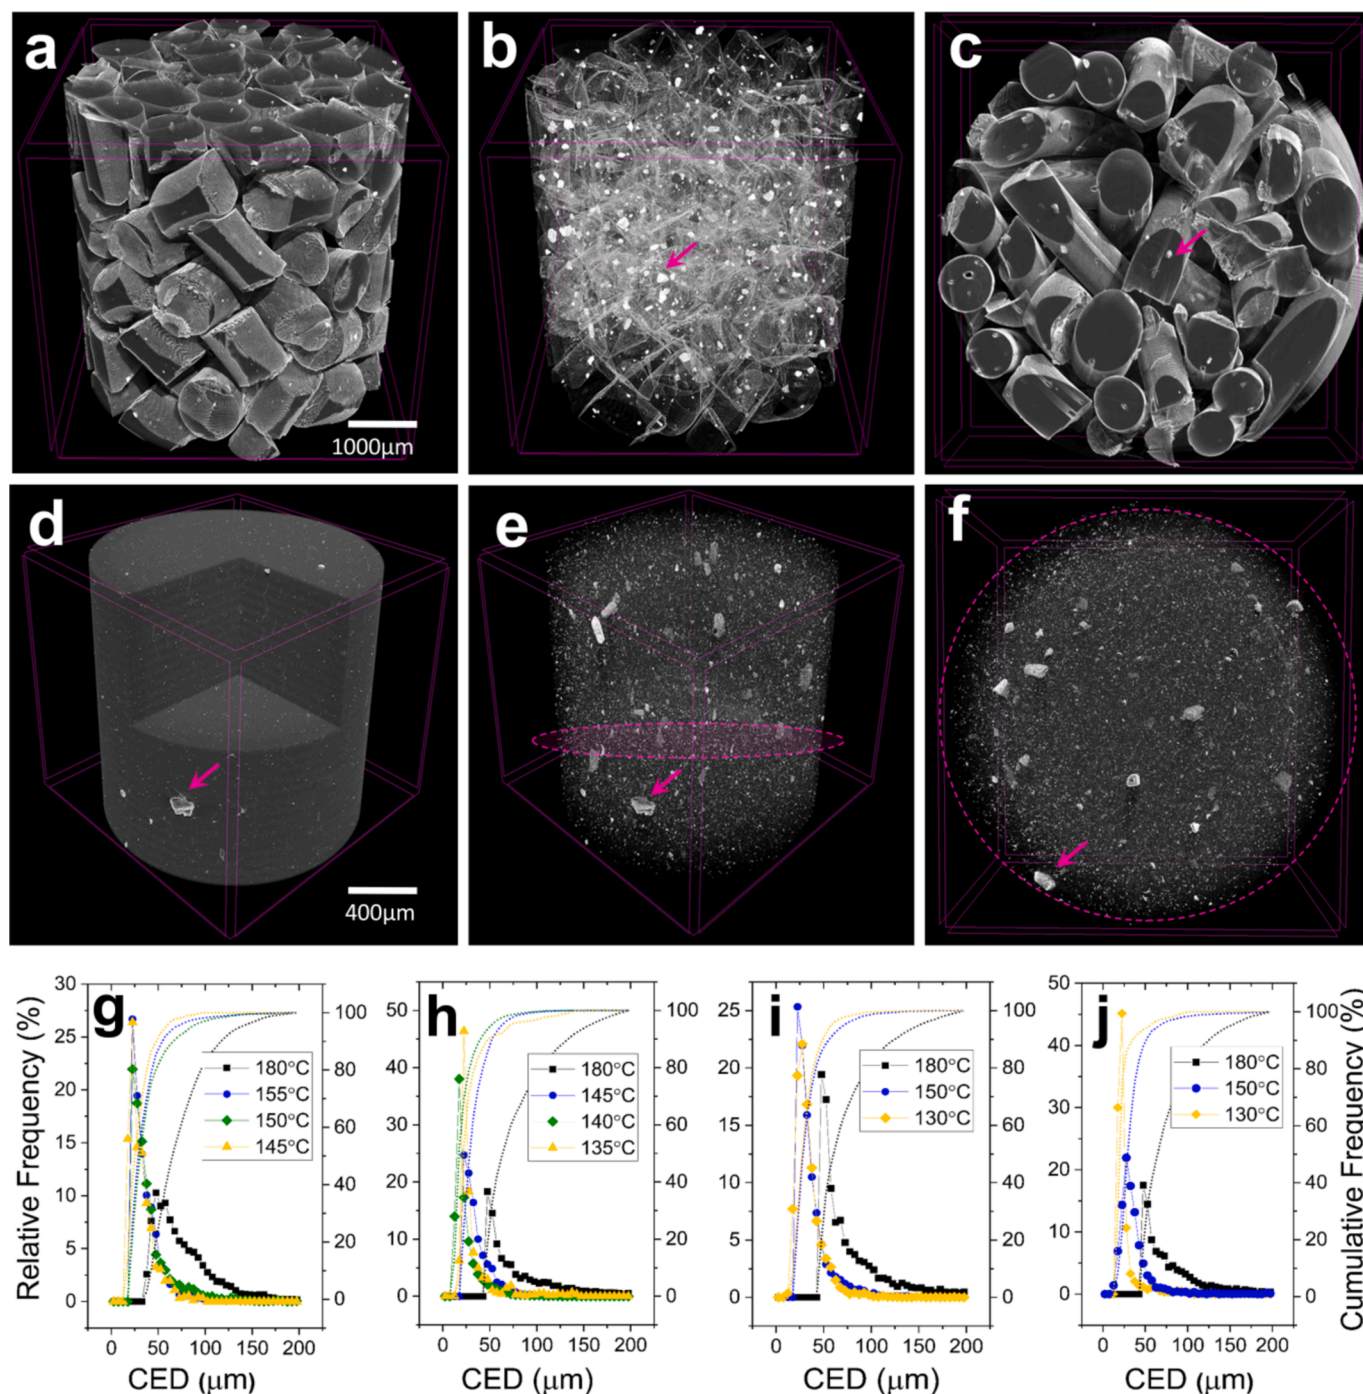 a
b
c
1000μm
d
e
f
400μm
g
h
i
j
Relative Frequency (%)
30
25
20
15
10
5
0
100
80
60
40
20
0
180°C
155°C
150°C
145°C
0 50 100 150 200
CED (μm)
50
40
30
20
10
0
100
80
60
40
20
0
180°C
145°C
140°C
135°C
0 50 100 150 200
CED (μm)
25
20
15
10
5
0
100
80
60
40
20
0
180°C
150°C
130°C
0 50 100 150 200
CED (μm)
50
40
30
20
10
0
100
80
60
40
20
0
180°C
150°C
130°C
0 50 100 150 200
CED (μm)
Cumulative Frequency (%)